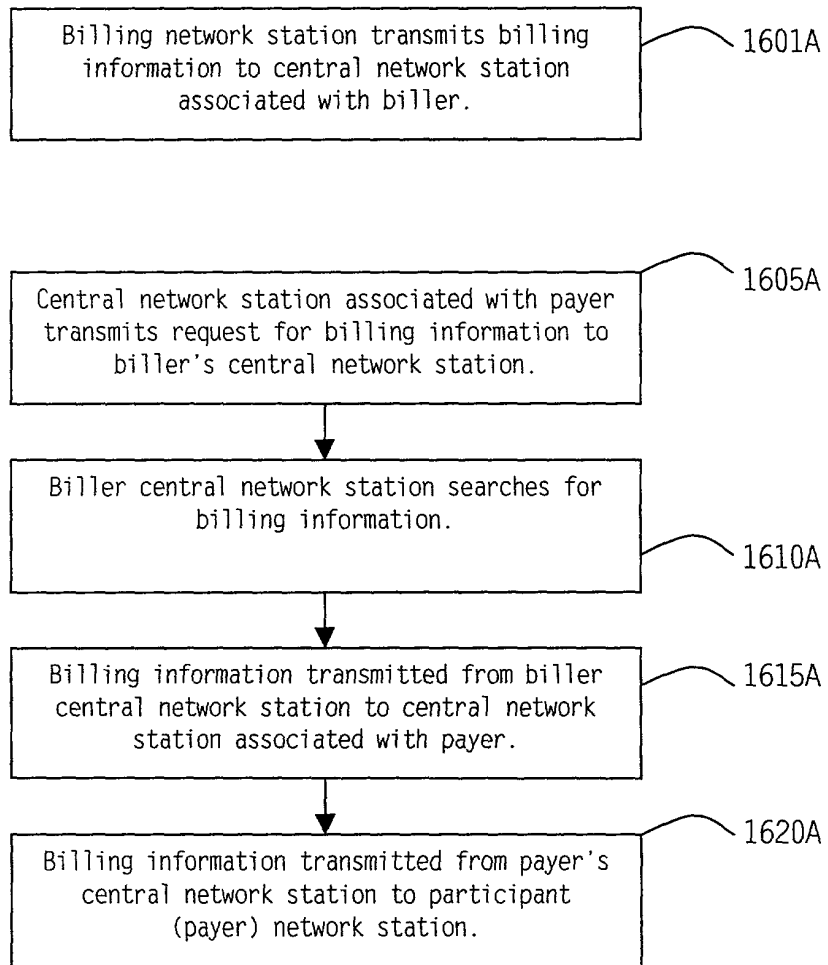 Billing network station transmits billing
information to central network station
associated with biller.
1601A
Central network station associated with payer
transmits request for billing information to
biller's central network station.
1605A
Biller central network station searches for
billing information.
1610A
Billing information transmitted from biller
central network station to central network
station associated with payer.
1615A
Billing information transmitted from payer's
central network station to participant
(payer) network station.
1620A